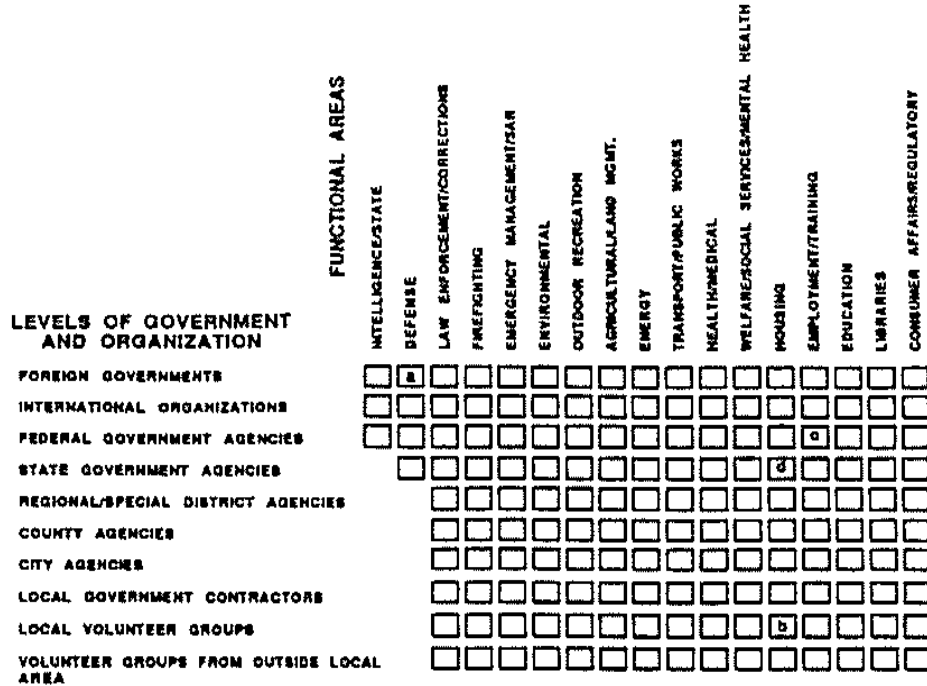 FUNCTIONAL AREAS
INTELLIGENCE/STATE
DEFENSE
LAW ENFORCEMENT/CORRECTIONS
FIREFIGHTING
EMERGENCY MANAGEMENT/SAR
ENVIRONMENTAL
OUTDOOR RECREATION
AGRICULTURAL/LAND MGMT.
ENERGY
TRANSPORT/PUBLIC WORKS
HEALTH/MEDICAL
WELFARE/SOCIAL SERVICES/MENTAL HEALTH
HOUSING
EMPLOYMENT/TRAINING
EDUCATION
LIBRARIES
CONSUMER AFFAIRS/REGULATORY
LEVELS OF GOVERNMENT
AND ORGANIZATION
FOREIGN GOVERNMENTS a
INTERNATIONAL ORGANIZATIONS
FEDERAL GOVERNMENT AGENCIES c
STATE GOVERNMENT AGENCIES d
REGIONAL/SPECIAL DISTRICT AGENCIES
COUNTY AGENCIES
CITY AGENCIES
LOCAL GOVERNMENT CONTRACTORS
LOCAL VOLUNTEER GROUPS b
VOLUNTEER GROUPS FROM OUTSIDE LOCAL
AREA